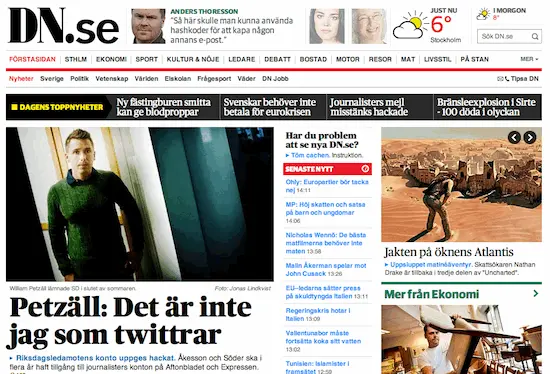 DN.se
ANDERS THORESSON
"Så här skulle man kunna använda
hashkoder för att kapa någon
annans e-post."
JUST NU
6°
Stockholm
I MORGON
8°
Sök DN.se
FÖRSTASIDAN STHLM EKONOMI SPORT KULTUR & NÖJE LEDARE DEBATT BOSTAD MOTOR RESOR MAT LIVSSTIL PÅ STAN MER
Nyheter Sverige Politik Vetenskap Världen Elskolan Frågesport Väder DN Jobb Tipsa DN
DAGENS TOPPNYHETER
Ny fästingburen smitta
kan ge blodproppar
Svenskar behöver inte
betala för eurokrisen
Journalisters mejl
misstänks hackade
Bränsleexplosion i Sirte
- 100 döda i olyckan
William Petzäll lämnade SD i slutet av sommaren.
Foto: Jonas Lindkvist
Petzäll: Det är inte
jag som twittrar
Riksdagsledamotens konto uppges hackat. Åkesson och Söder ska i
flera år haft tillgång till journalisters konton på Aftonbladet och Expressen.
Har du problem
att se nya DN.se?
Töm cachen. Instruktion.
SENASTE NYTT
Ohly: Europartier bör tacka
nej 14:11
MP: Höj skatten och satsa
på barn och ungdomar
14:06
Nicholas Wennö: De bästa
matfilmerna behöver inte
maten 13:58
Malin Åkerman spelar mot
John Cusack 13:26
EU-ledarna sätter press
på skuldtyngda Italien 13:11
Regeringskris hotar i
Italien 13:09
Vallentunabor måste
fortsätta koka sitt vatten
13:02
Tunisien: Islamister i
Jakten på öknens Atlantis
Uppsluppet matinéäventyr. Skattsökaren Nathan
Drake är tillbaka i tredje delen av "Uncharted".
Mer från Ekonomi